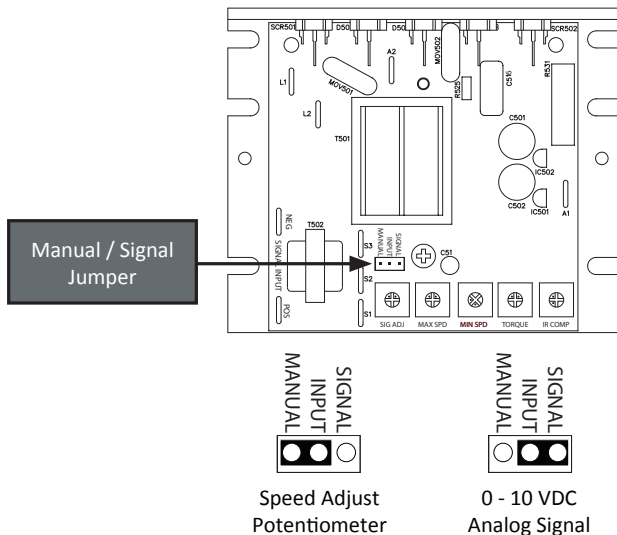 SCR501
D50
D50
SCR502
A2
MOV502
L1
MOV501
R525
C515
R531
L2
T501
C501
IC502
C502
IC501
A1
Manual / Signal
Jumper
NEG
SIGNAL INPUT
POS
T502
S3
S2
S1
MANUAL
INPUT
SIGNAL
C51
SIG ADJ
MAX SPD
MIN SPD
TORQUE
IR COMP
MANUAL
INPUT
SIGNAL
MANUAL
INPUT
SIGNAL
Speed Adjust
Potentiometer
0 - 10 VDC
Analog Signal